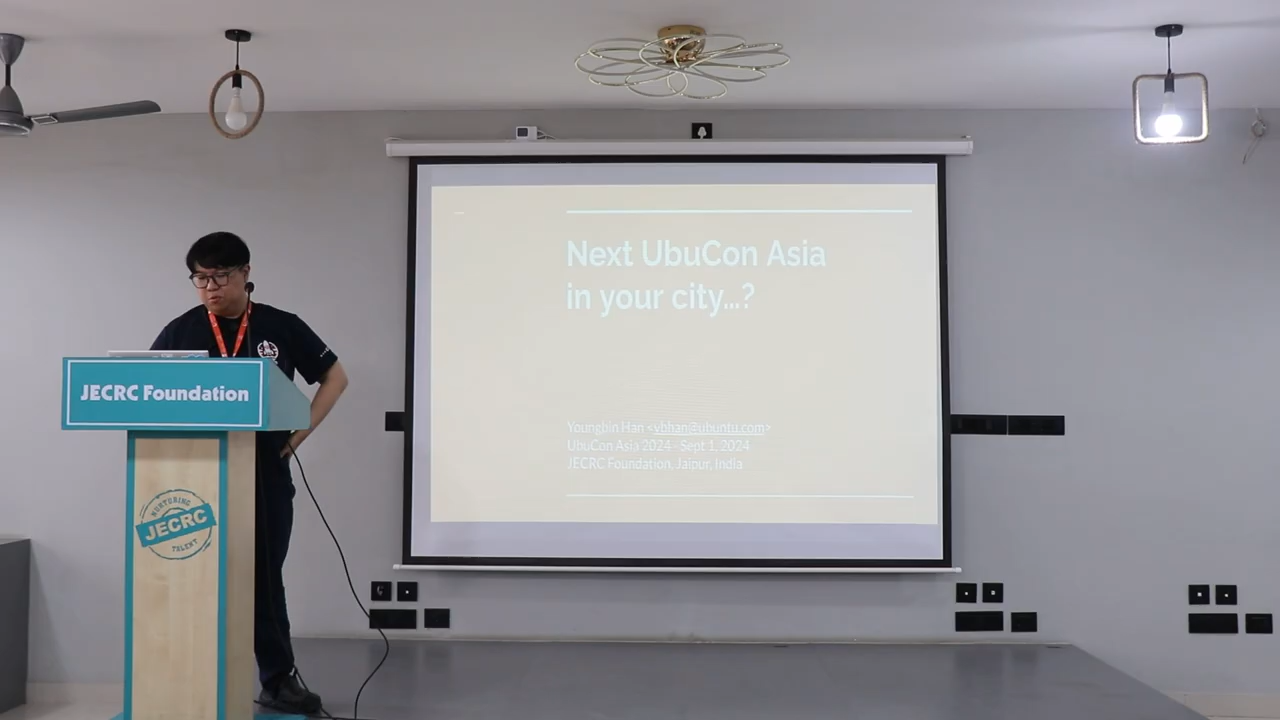 Next UbuCon Asia
in your city...?
Youngbin Han <ybhan@ubuntu.com>
UbuCon Asia 2024 - Sept 1, 2024
JECRC Foundation, Jaipur, India
JECRC Foundation
NURTURING
JECRC
TALENT